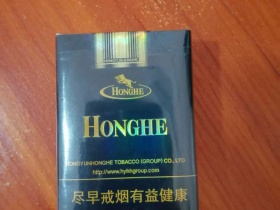 HONGHE
HONGHE
HONGYUNHONGHE TOBACCO (GROUP) CO., LTD
http://www.hyhhgroup.com
尽早戒烟有益健康